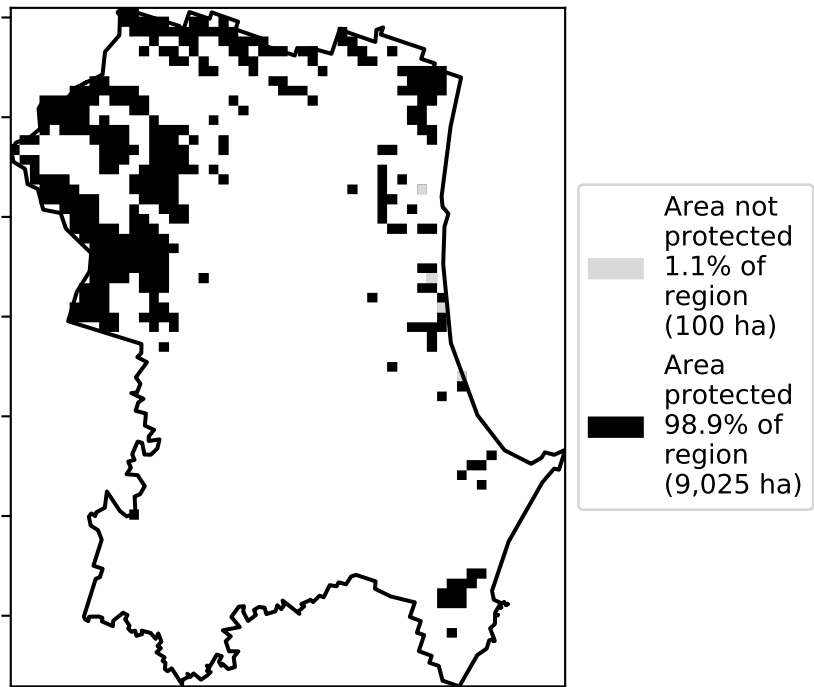 Area not
protected
1.1% of
region
(100 ha)
Area
protected
98.9% of
region
(9,025 ha)